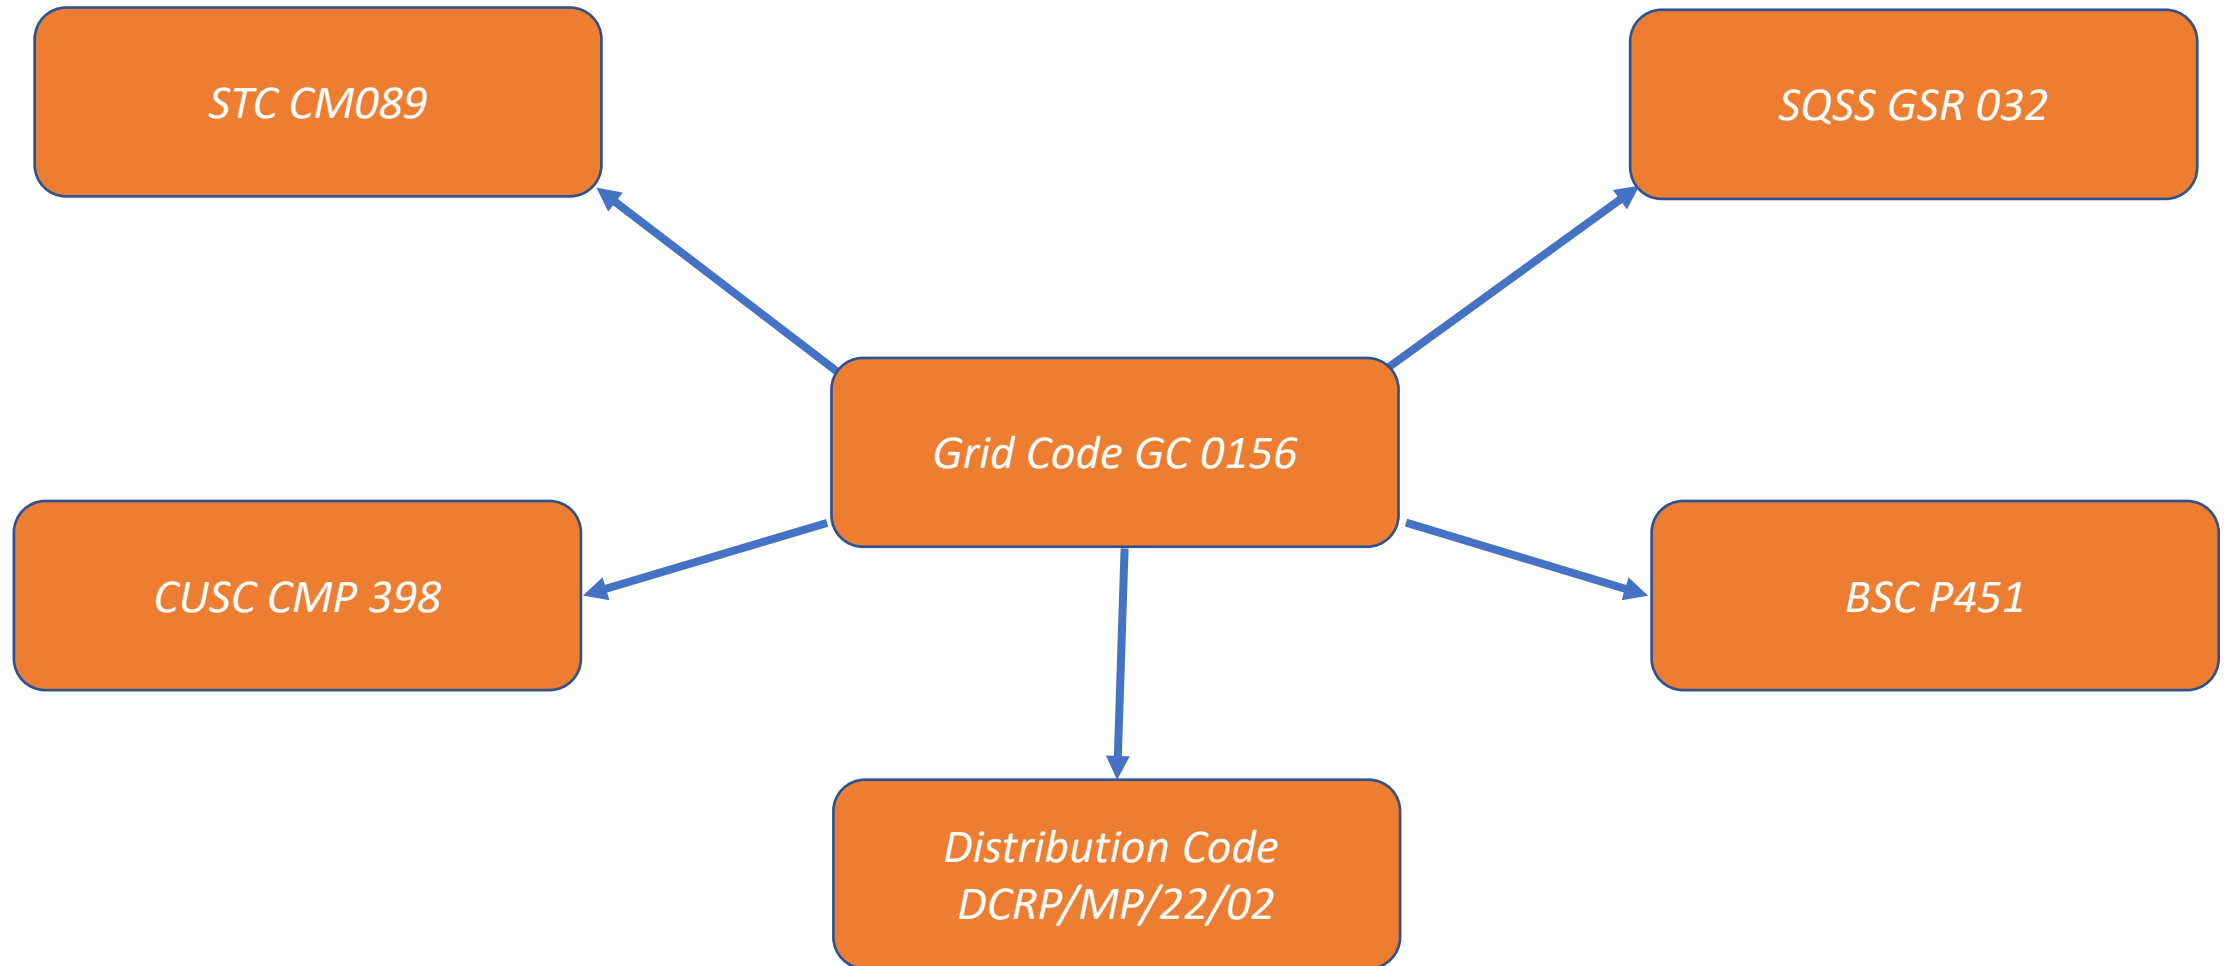 STC CM089
SQSS GSR 032
Grid Code GC 0156
CUSC CMP 398
BSC P451
Distribution Code
DCRP/MP/22/02